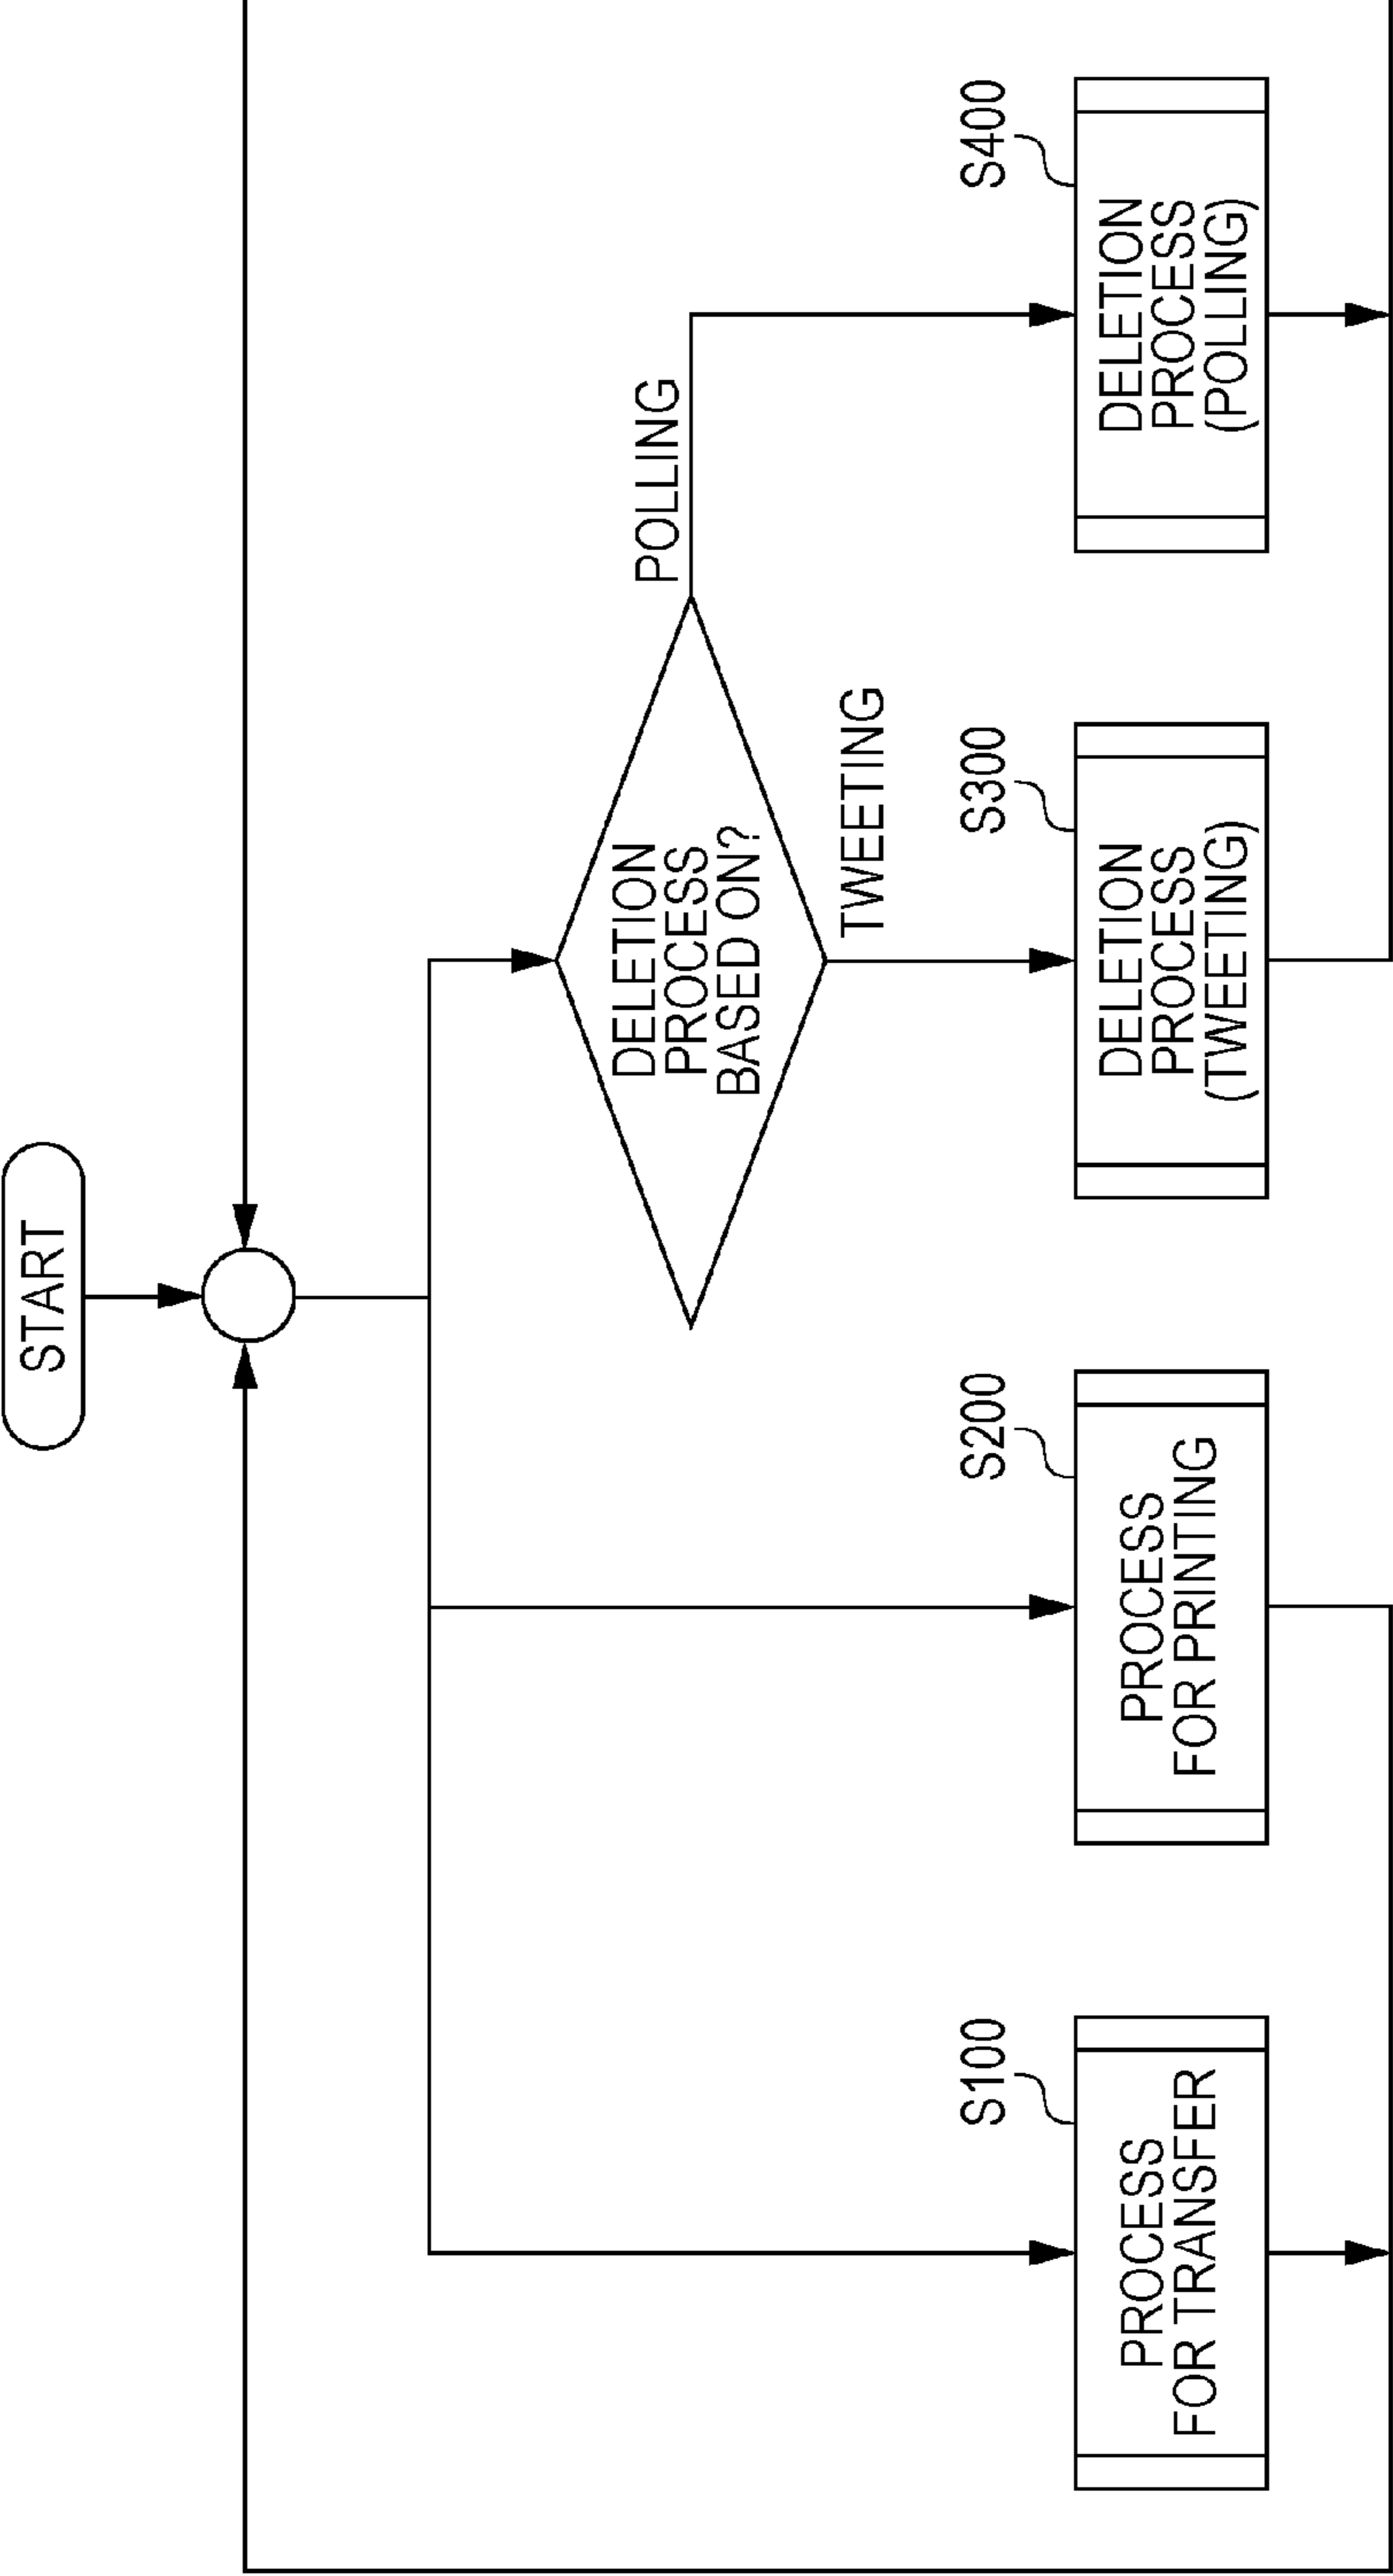 START
DELETION
PROCESS
BASED ON?
POLLING
TWEETING
S100
PROCESS
FOR TRANSFER
S200
PROCESS
FOR PRINTING
S300
DELETION
PROCESS
(TWEETING)
S400
DELETION
PROCESS
(POLLING)